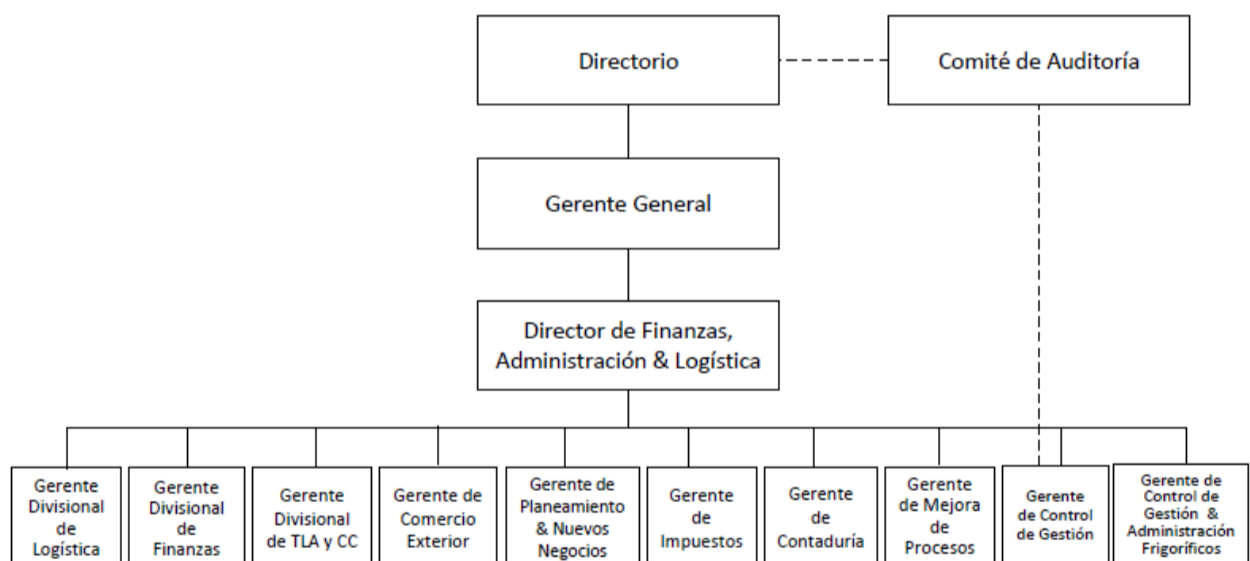 Directorio
Comité de Auditoría
Gerente General
Director de Finanzas,
Administración & Logística
Gerente
Divisional
de
Logística
Gerente
Divisional
de
Finanzas
Gerente
Divisional
de TLA y CC
Gerente de
Comercio
Exterior
Gerente de
Planeamiento
& Nuevos
Negocios
Gerente
de
Impuestos
Gerente
de
Contaduría
Gerente
de Mejora
de
Procesos
Gerente
de Control
de Gestión
Gerente de
Control de
Gestión &
Administración
Frigoríficos